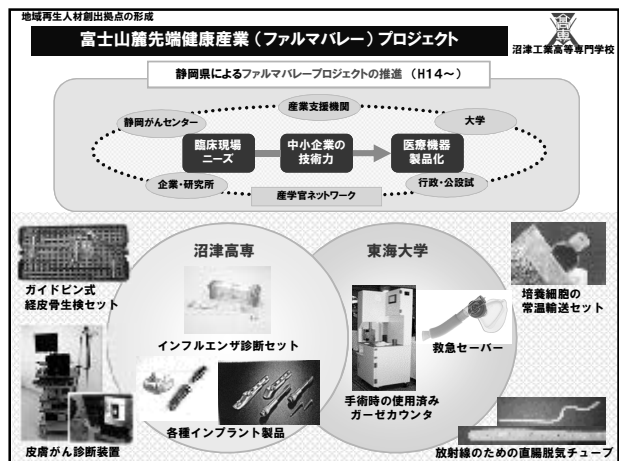 地域再生人材創出拠点の形成
富士山麓先端健康産業（ファルマバレー）プロジェクト
沼津工業高等専門学校
静岡県によるファルマバレープロジェクトの推進 （H14～）
産業支援機関
静岡がんセンター
大学
臨床現場
ニーズ
中小企業の
技術力
医療機器
製品化
企業・研究所
行政・公設試
産学官ネットワーク
沼津高専
東海大学
ガイドピン式
経皮骨生検セット
培養細胞の
常温輸送セット
インフルエンザ診断セット
救急セーバー
手術時の使用済み
ガーゼカウンタ
各種インプラント製品
皮膚がん診断装置
放射線のための直腸脱気チューブ